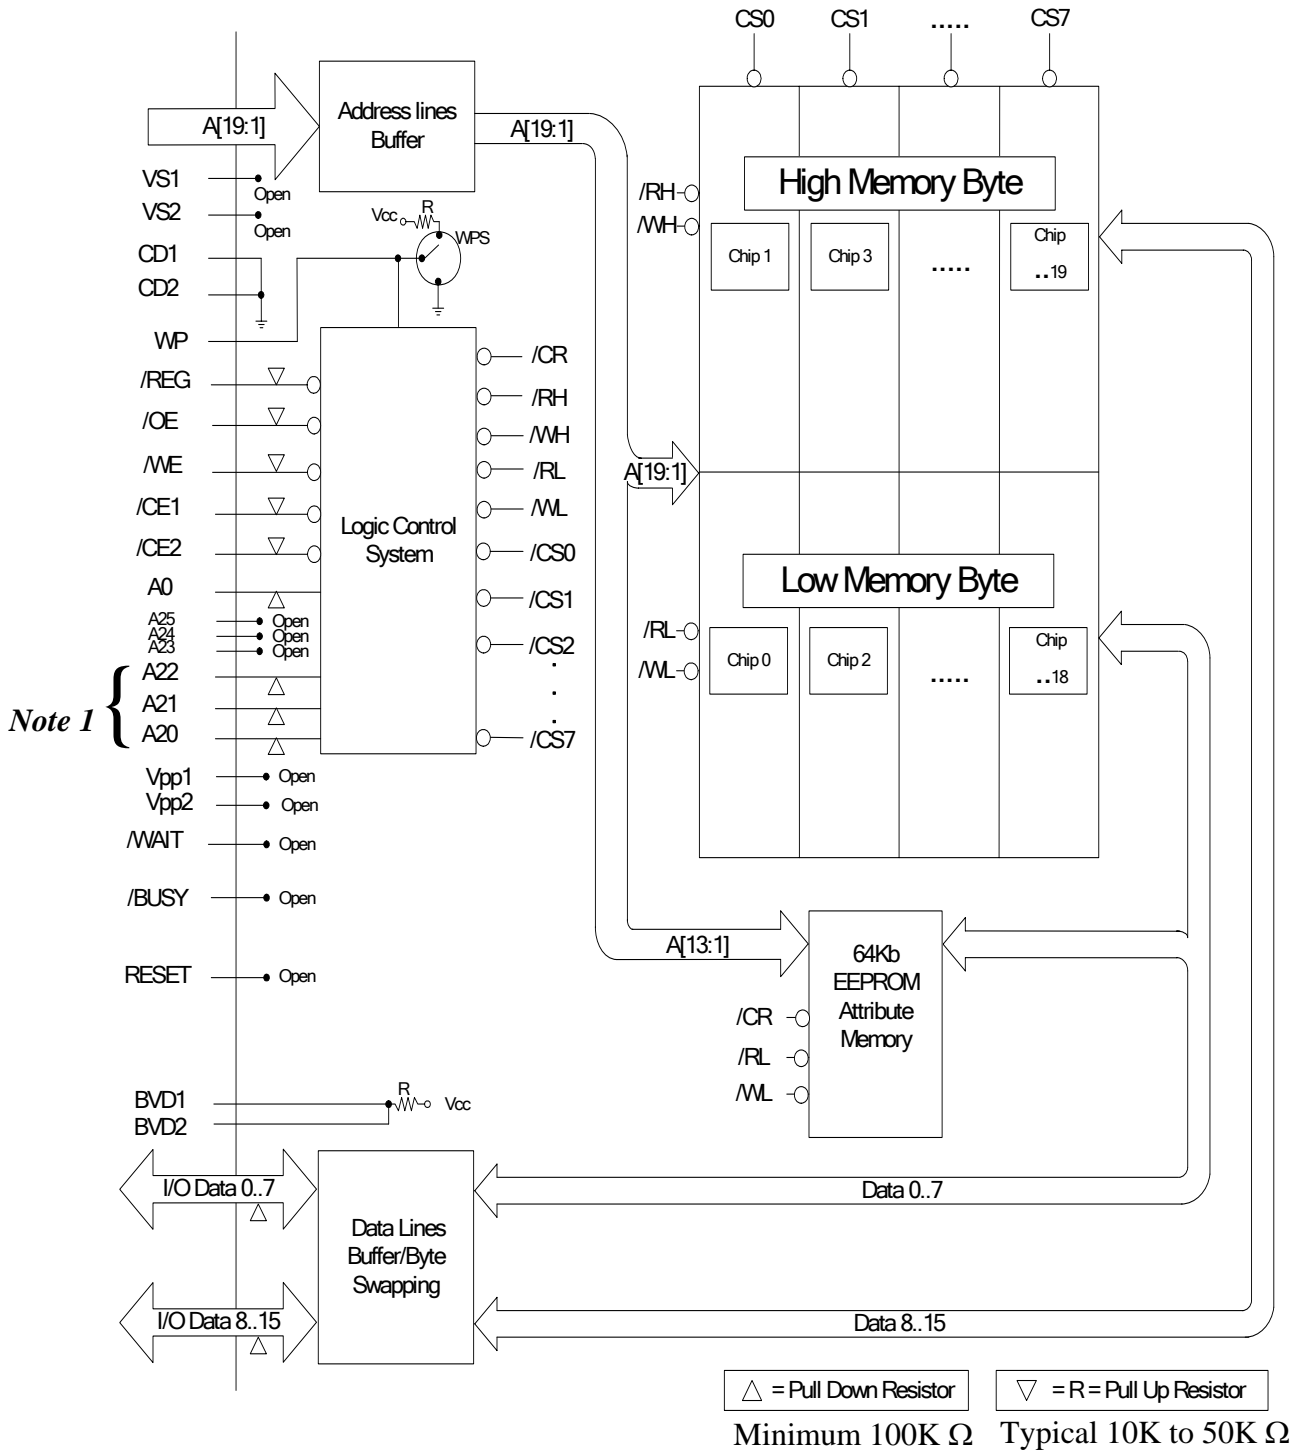 CS0
CS1
.....
CS7
Address lines
Buffer
A[19:1]
A[19:1]
VS1
Open
VS2
Open
CD1
CD2
WP
Vcc
R
WPS
/RH
/WH
High Memory Byte
Chip 1
Chip 3
.....
Chip
..19
/REG
/OE
/WE
/CE1
/CE2
A0
A25
Open
A24
Open
A23
Open
A22
A21
A20
Note 1
Logic Control
System
/CR
/RH
/WH
/RL
/WL
/CS0
/CS1
/CS2
.
.
.
/CS7
A[19:1]
Low Memory Byte
/RL
/WL
Chip 0
Chip 2
.....
Chip
..18
Vpp1
Open
Vpp2
Open
/WAIT
Open
/BUSY
Open
RESET
Open
A[13:1]
64Kb
EEPROM
Attribute
Memory
/CR
/RL
/WL
BVD1
BVD2
R
Vcc
I/O Data 0..7
Data Lines
Buffer/Byte
Swapping
Data 0..7
I/O Data 8..15
Data 8..15
= Pull Down Resistor
= R = Pull Up Resistor
Minimum 100K Ω
Typical 10K to 50K Ω